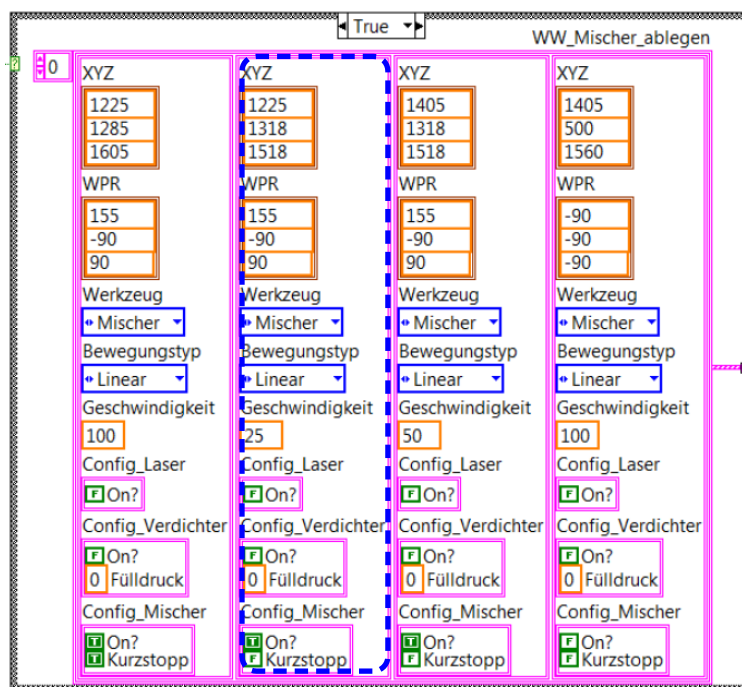 True
WW_Mischer_ablegen
?
0
XYZ
1225
1285
1605
WPR
155
-90
90
Werkzeug
Mischer
Bewegungstyp
Linear
Geschwindigkeit
100
Config_Laser
F On?
Config_Verdichter
F On?
0 Fülldruck
Config_Mischer
T On?
T Kurzstopp
XYZ
1225
1318
1518
WPR
155
-90
90
Werkzeug
Mischer
Bewegungstyp
Linear
Geschwindigkeit
25
Config_Laser
F On?
Config_Verdichter
F On?
0 Fülldruck
Config_Mischer
T On?
F Kurzstopp
XYZ
1405
1318
1518
WPR
155
-90
90
Werkzeug
Mischer
Bewegungstyp
Linear
Geschwindigkeit
50
Config_Laser
F On?
Config_Verdichter
F On?
0 Fülldruck
Config_Mischer
T On?
F Kurzstopp
XYZ
1405
500
1560
WPR
-90
-90
-90
Werkzeug
Mischer
Bewegungstyp
Linear
Geschwindigkeit
100
Config_Laser
F On?
Config_Verdichter
F On?
0 Fülldruck
Config_Mischer
F On?
F Kurzstopp